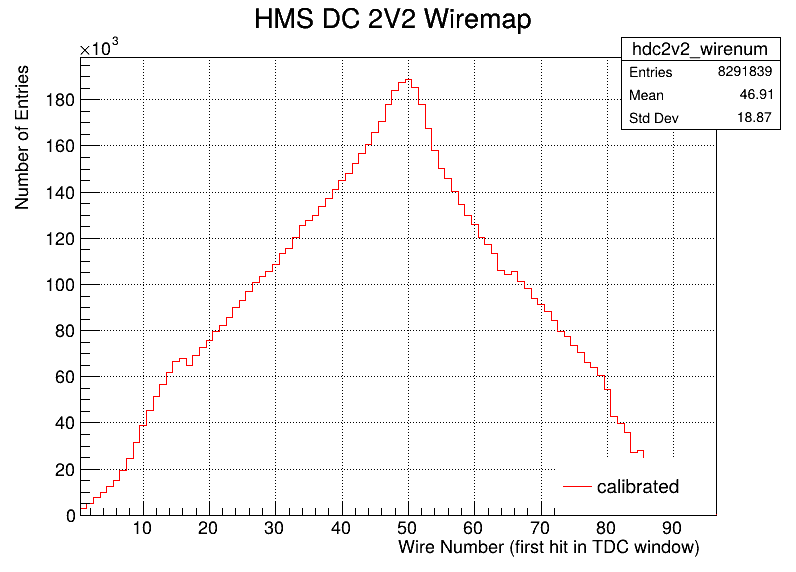 HMS DC 2V2 Wiremap
×10³
hdc2v2_wirenum
Entries 8291839
Mean 46.91
Std Dev 18.87
Number of Entries
180
160
140
120
100
80
60
40
20
0
10 20 30 40 50 60 70 80 90
calibrated
Wire Number (first hit in TDC window)